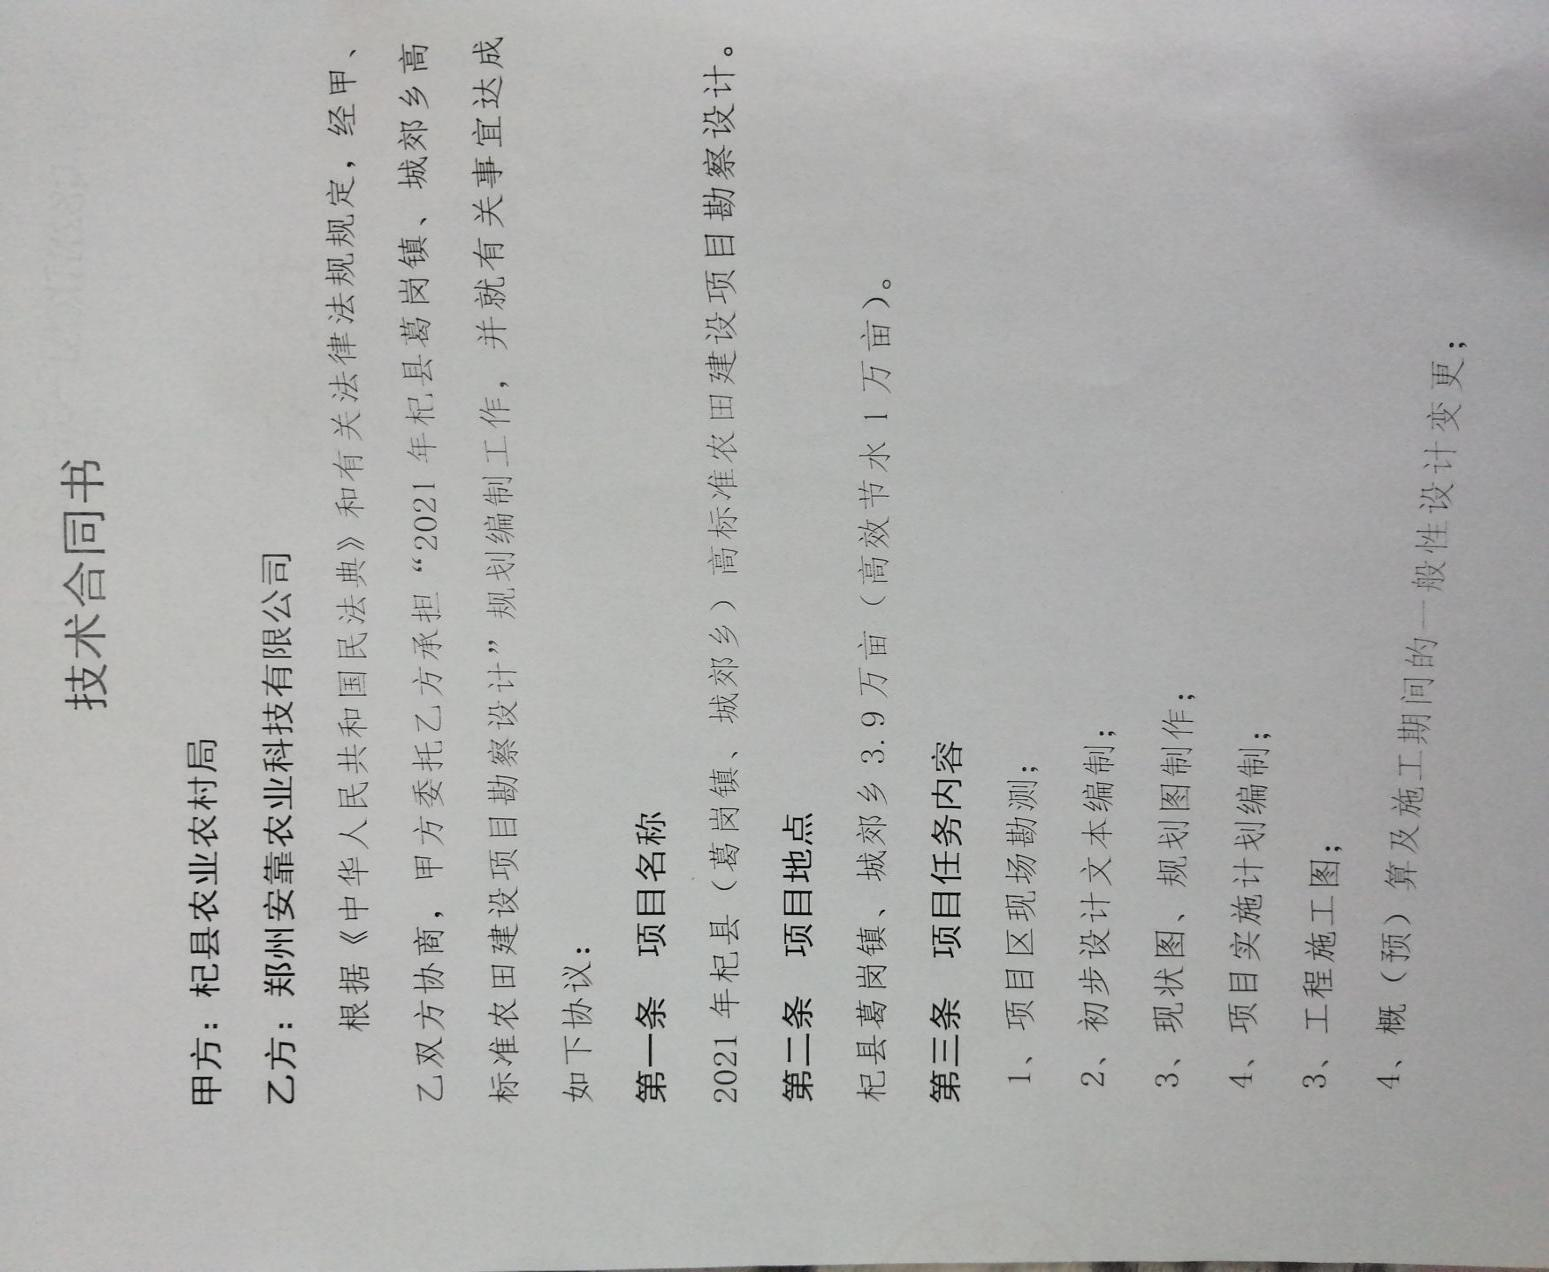 技术合同书
甲方：杞县农业农村局
乙方：郑州安靠农业科技有限公司
根据《中华人民共和国民法典》和有关法律法规规定，经甲、
乙双方协商，甲方委托乙方承担“2021 年杞县葛岗镇、城郊乡高
标准农田建设项目勘察设计”规划编制工作，并就有关事宜达成
如下协议：
第一条 项目名称
2021 年杞县（葛岗镇、城郊乡）高标准农田建设项目勘察设计。
第二条 项目地点
杞县葛岗镇、城郊乡 3.9 万亩（高效节水 1 万亩）。
第三条 项目任务内容
1、项目区现场勘测；
2、初步设计文本编制；
3、现状图、规划图制作；
4、项目实施计划编制；
3、工程施工图；
4、概（预）算及施工期间的一般性设计变更；